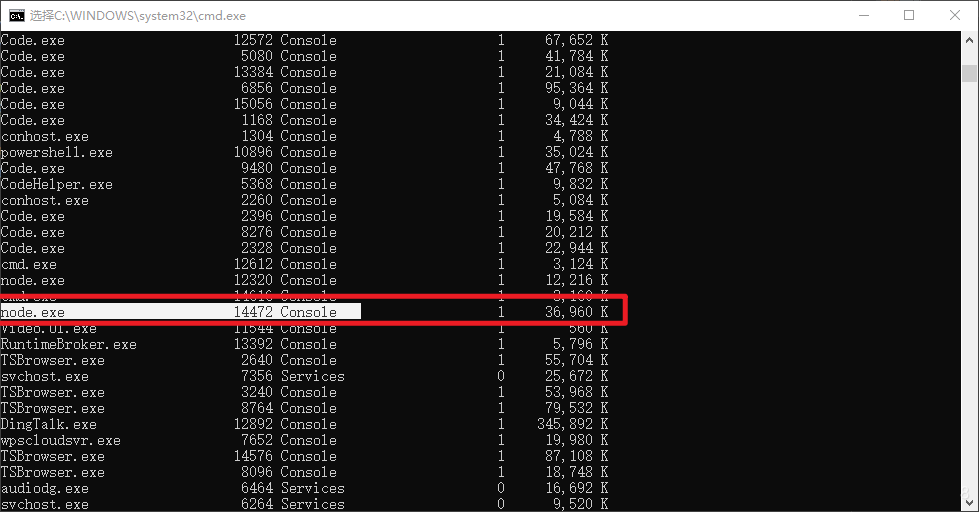 选择C:\WINDOWS\system32\cmd.exe
Code.exe 12572 Console 1 67,652 K
Code.exe 5080 Console 1 41,784 K
Code.exe 13384 Console 1 21,084 K
Code.exe 6856 Console 1 95,364 K
Code.exe 15056 Console 1 9,044 K
Code.exe 1168 Console 1 34,424 K
conhost.exe 1304 Console 1 4,788 K
powershell.exe 10896 Console 1 35,024 K
Code.exe 9480 Console 1 47,768 K
CodeHelper.exe 5368 Console 1 9,832 K
conhost.exe 2260 Console 1 5,084 K
Code.exe 2396 Console 1 19,584 K
Code.exe 8276 Console 1 20,212 K
Code.exe 2328 Console 1 22,944 K
cmd.exe 12612 Console 1 3,124 K
node.exe 12320 Console 1 12,216 K
cmd.exe 14616 Console 1 3,160 K
node.exe 14472 Console 1 36,960 K
Video.UI.exe 11544 Console 1 560 K
RuntimeBroker.exe 13392 Console 1 5,796 K
TSBrowser.exe 2640 Console 1 55,704 K
svchost.exe 7356 Services 0 25,672 K
TSBrowser.exe 3240 Console 1 53,968 K
TSBrowser.exe 8764 Console 1 79,532 K
DingTalk.exe 12892 Console 1 345,892 K
wpscloudsvr.exe 7652 Console 1 19,980 K
TSBrowser.exe 14576 Console 1 87,108 K
TSBrowser.exe 8096 Console 1 18,748 K
audiodg.exe 6464 Services 0 16,692 K
svchost.exe 6264 Services 0 9,520 K